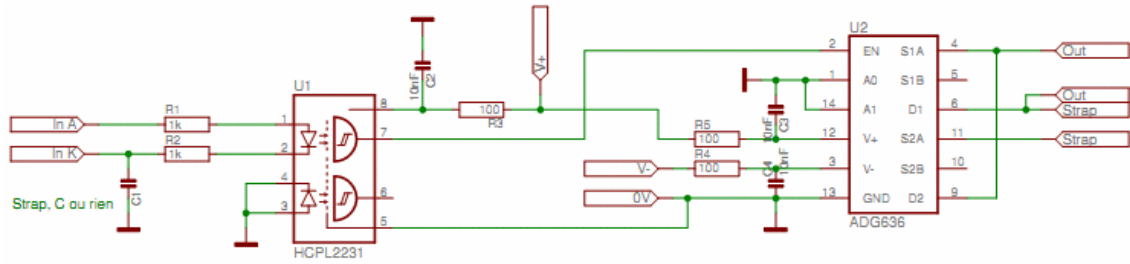 U1
HCPL2231
In A
In K
R1
1k
R2
1k
C1
Strap, C ou rien
1
2
4
3
8
7
6
5
10nF
C2
100
R3
V+
R5
100
R4
100
V-
0V
10nF
C3
C4
10nF
U2
ADG636
2
1
14
12
3
13
EN
A0
A1
V+
V-
GND
S1A
S1B
D1
S2A
S2B
D2
4
5
6
11
10
9
Out
Out
Strap
Strap